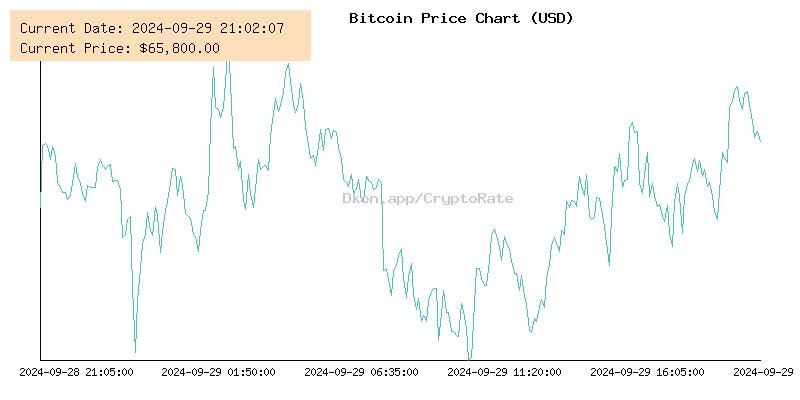 Bitcoin Price Chart (USD)
Current Date: 2024-09-29 21:02:07
Current Price: $65,800.00
Dkon.app/CryptoRate
2024-09-28 21:05:00 2024-09-29 01:50:00 2024-09-29 06:35:00 2024-09-29 11:20:00 2024-09-29 16:05:00 2024-09-29